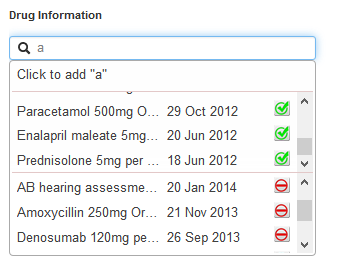 Drug Information
a
Click to add "a"
Paracetamol 500mg O... 29 Oct 2012
Enalapril maleate 5mg... 20 Jun 2012
Prednisolone 5mg per ... 18 Jun 2012
AB hearing assessme... 20 Jan 2014
Amoxycillin 250mg Or... 21 Nov 2013
Denosumab 120mg pe... 26 Sep 2013